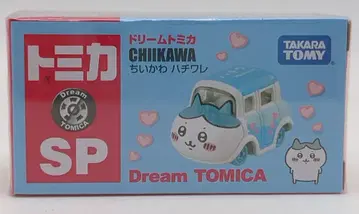 トミカ
Dream
TOMICA
SP
ドリームトミカ
CHIIKAWA
ちいかわ ハチワレ
TAKARA
TOMY
Dream TOMICA